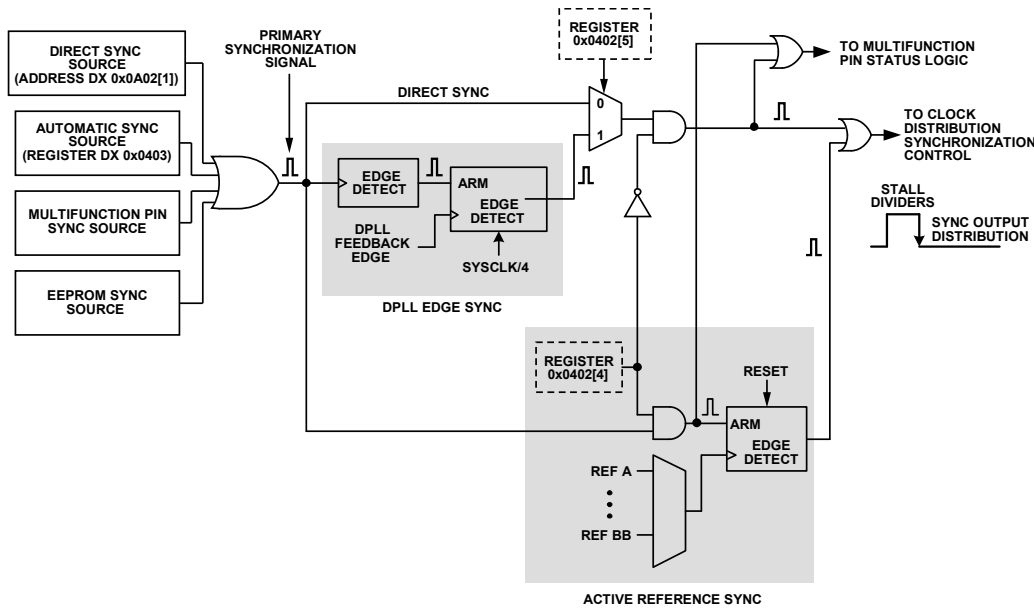 PRIMARY
SYNCHRONIZATION
SIGNAL
REGISTER
0x0402[5]
DIRECT SYNC
SOURCE
(ADDRESS DX 0x0A02[1])
AUTOMATIC SYNC
SOURCE
(REGISTER DX 0x0403)
MULTIFUNCTION PIN
SYNC SOURCE
EEPROM SYNC
SOURCE
DIRECT SYNC
0
1
EDGE
DETECT
ARM
EDGE
DETECT
DPLL
FEEDBACK
EDGE
SYSCLK/4
DPLL EDGE SYNC
TO MULTIFUNCTION
PIN STATUS LOGIC
TO CLOCK
DISTRIBUTION
SYNCHRONIZATION
CONTROL
STALL
DIVIDERS
SYNC OUTPUT
DISTRIBUTION
REGISTER
0x0402[4]
RESET
ARM
EDGE
DETECT
REF A
REF BB
ACTIVE REFERENCE SYNC